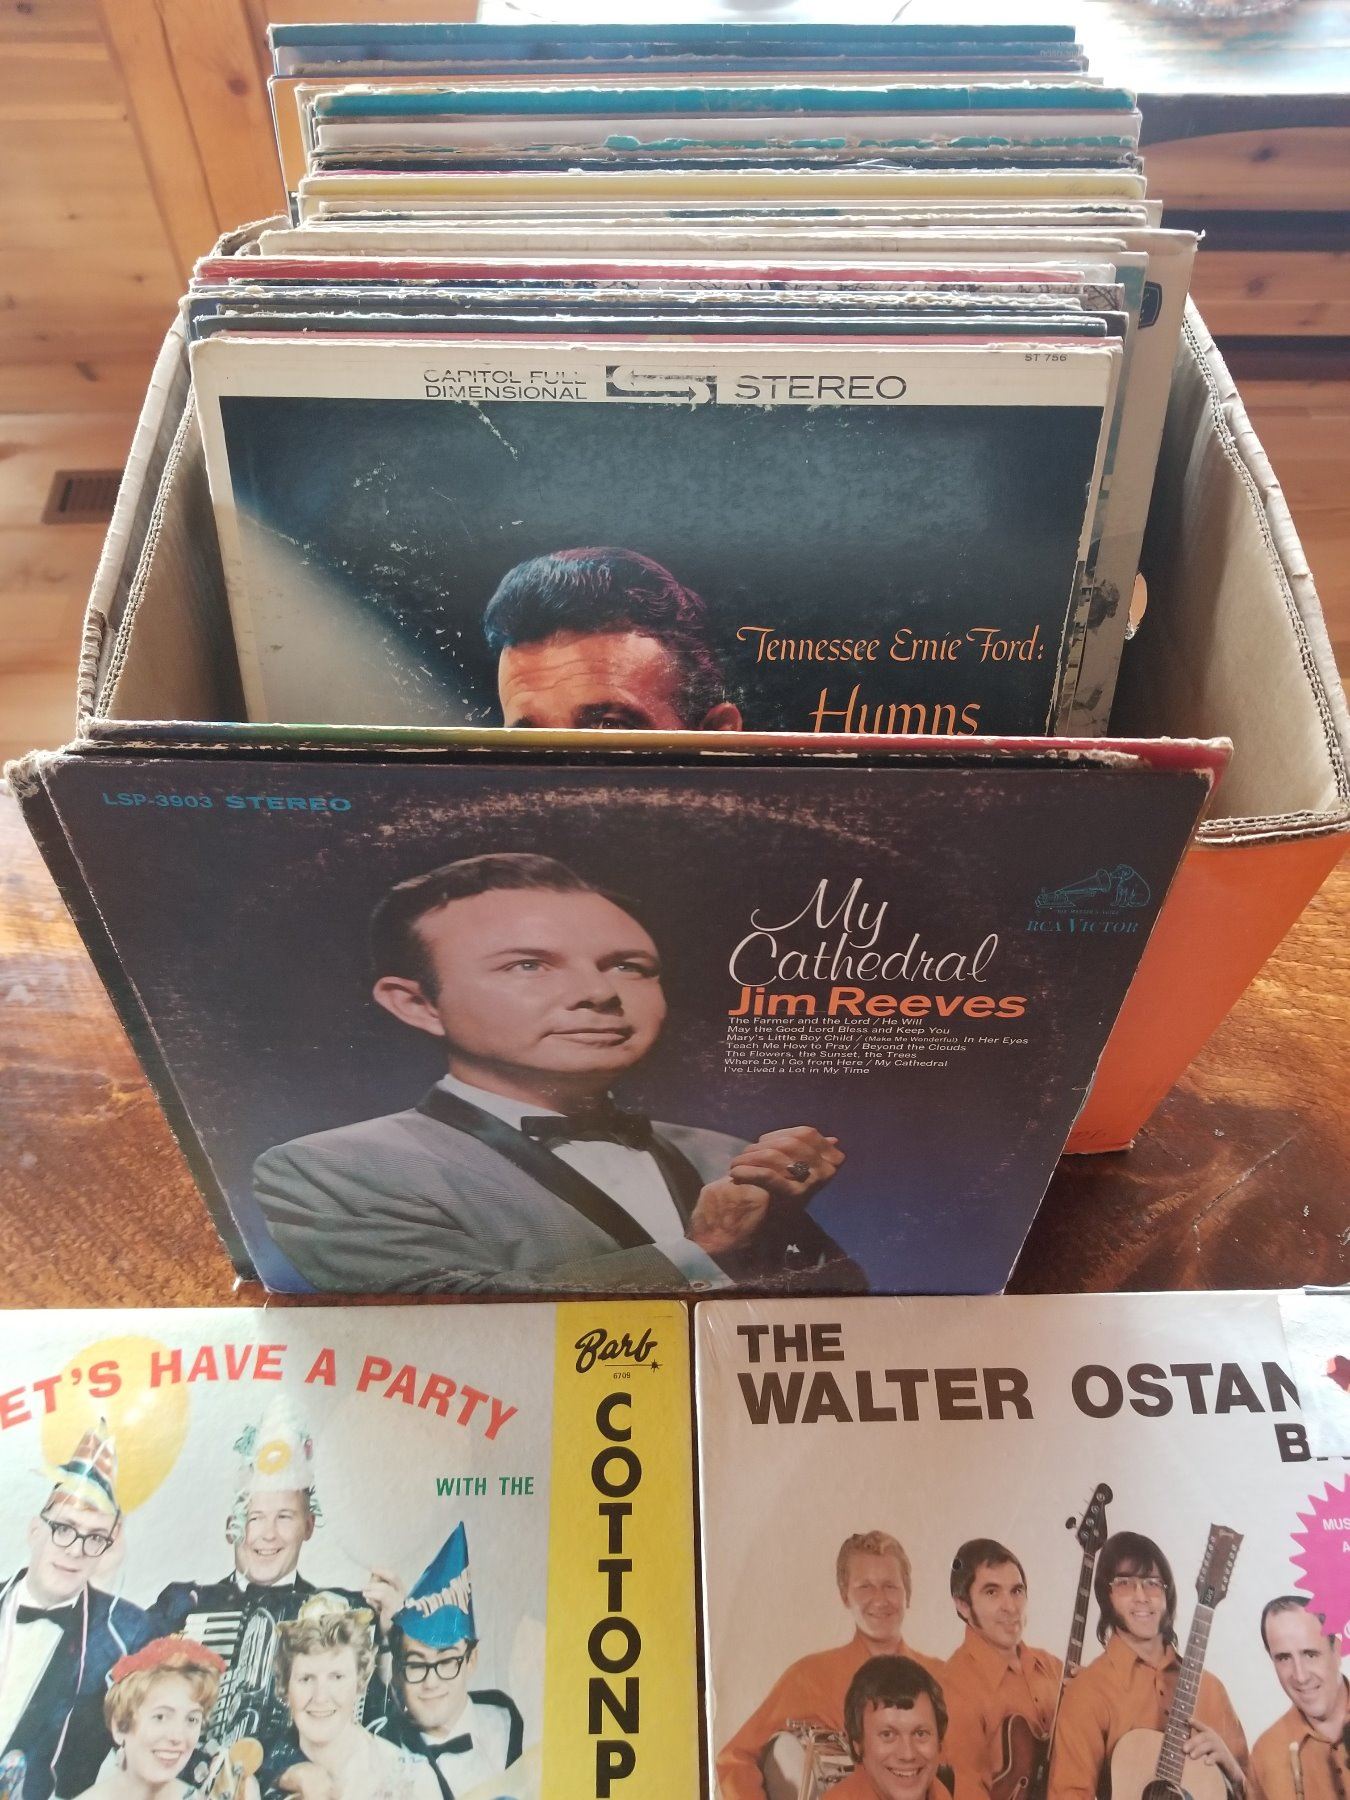 ST 756
CAPITOL FULL
DIMENSIONAL
STEREO
Tennessee Ernie Ford:
Hymns
LSP-3903 STEREO
My
Cathedral
Jim Reeves
The Farmer and the Lord / He Will
May the Good Lord Bless and Keep You
Mary's Little Boy Child / (Make Me Wonderful) In Her Eyes
Teach Me How to Pray / Beyond the Clouds
The Flowers, the Sunset, the Trees
Where Do I Go from Here / My Cathedral
I've Lived a Lot in My Time
"HIS MASTER'S VOICE"
RCA VICTOR
ET'S HAVE A PARTY
WITH THE
Barb
6709
COTTONP
THE
WALTER OSTAN
B
MUS
A